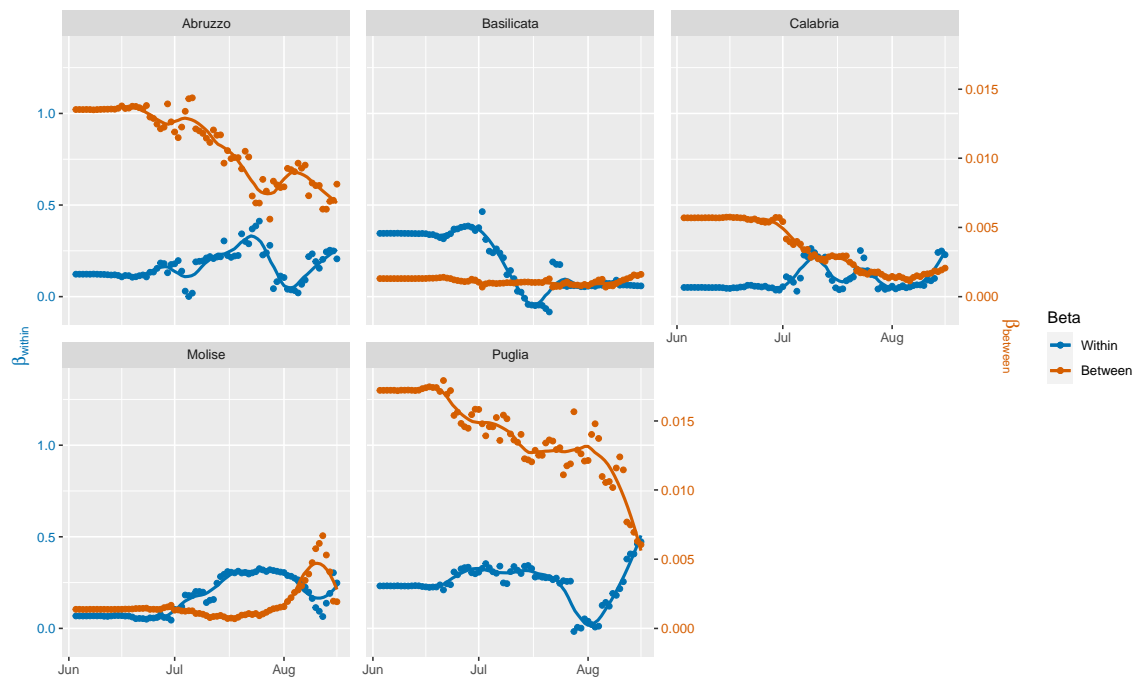 Abruzzo Basilicata Calabria
1.0
0.5
0.0
0.015
0.010
0.005
0.000
Jun Jul Aug
βwithin
βbetween
Beta
Within
Between
Molise Puglia
1.0
0.5
0.0
0.015
0.010
0.005
0.000
Jun Jul Aug Jun Jul Aug